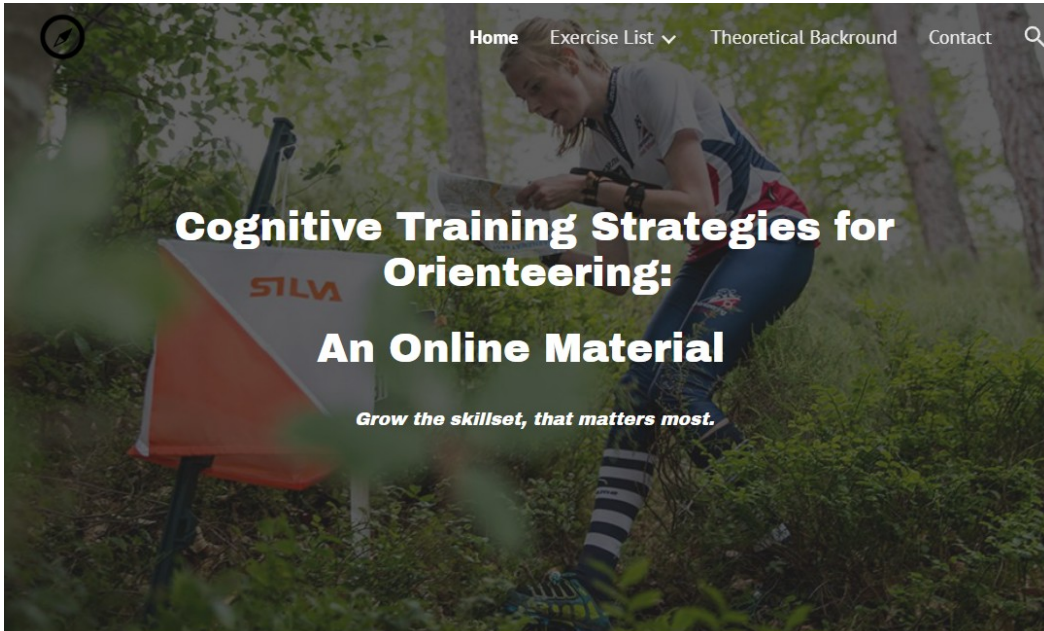 Home Exercise List Theoretical Backround Contact
Cognitive Training Strategies for
Orienteering:
An Online Material
Grow the skillset, that matters most.
SILVA